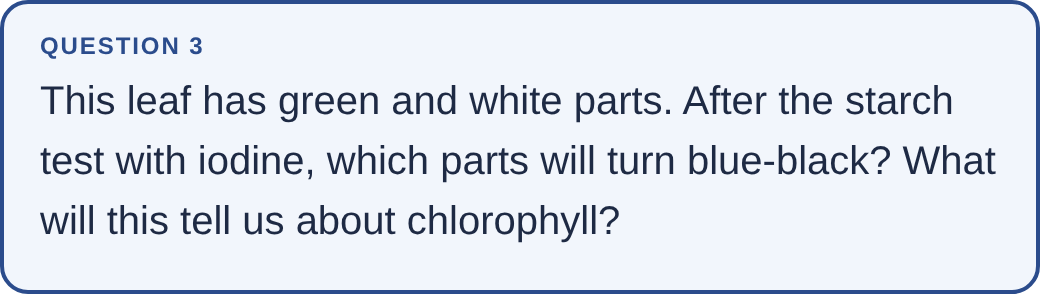 QUESTION 3
This leaf has green and white parts. After the starch
test with iodine, which parts will turn blue-black? What
will this tell us about chlorophyll?